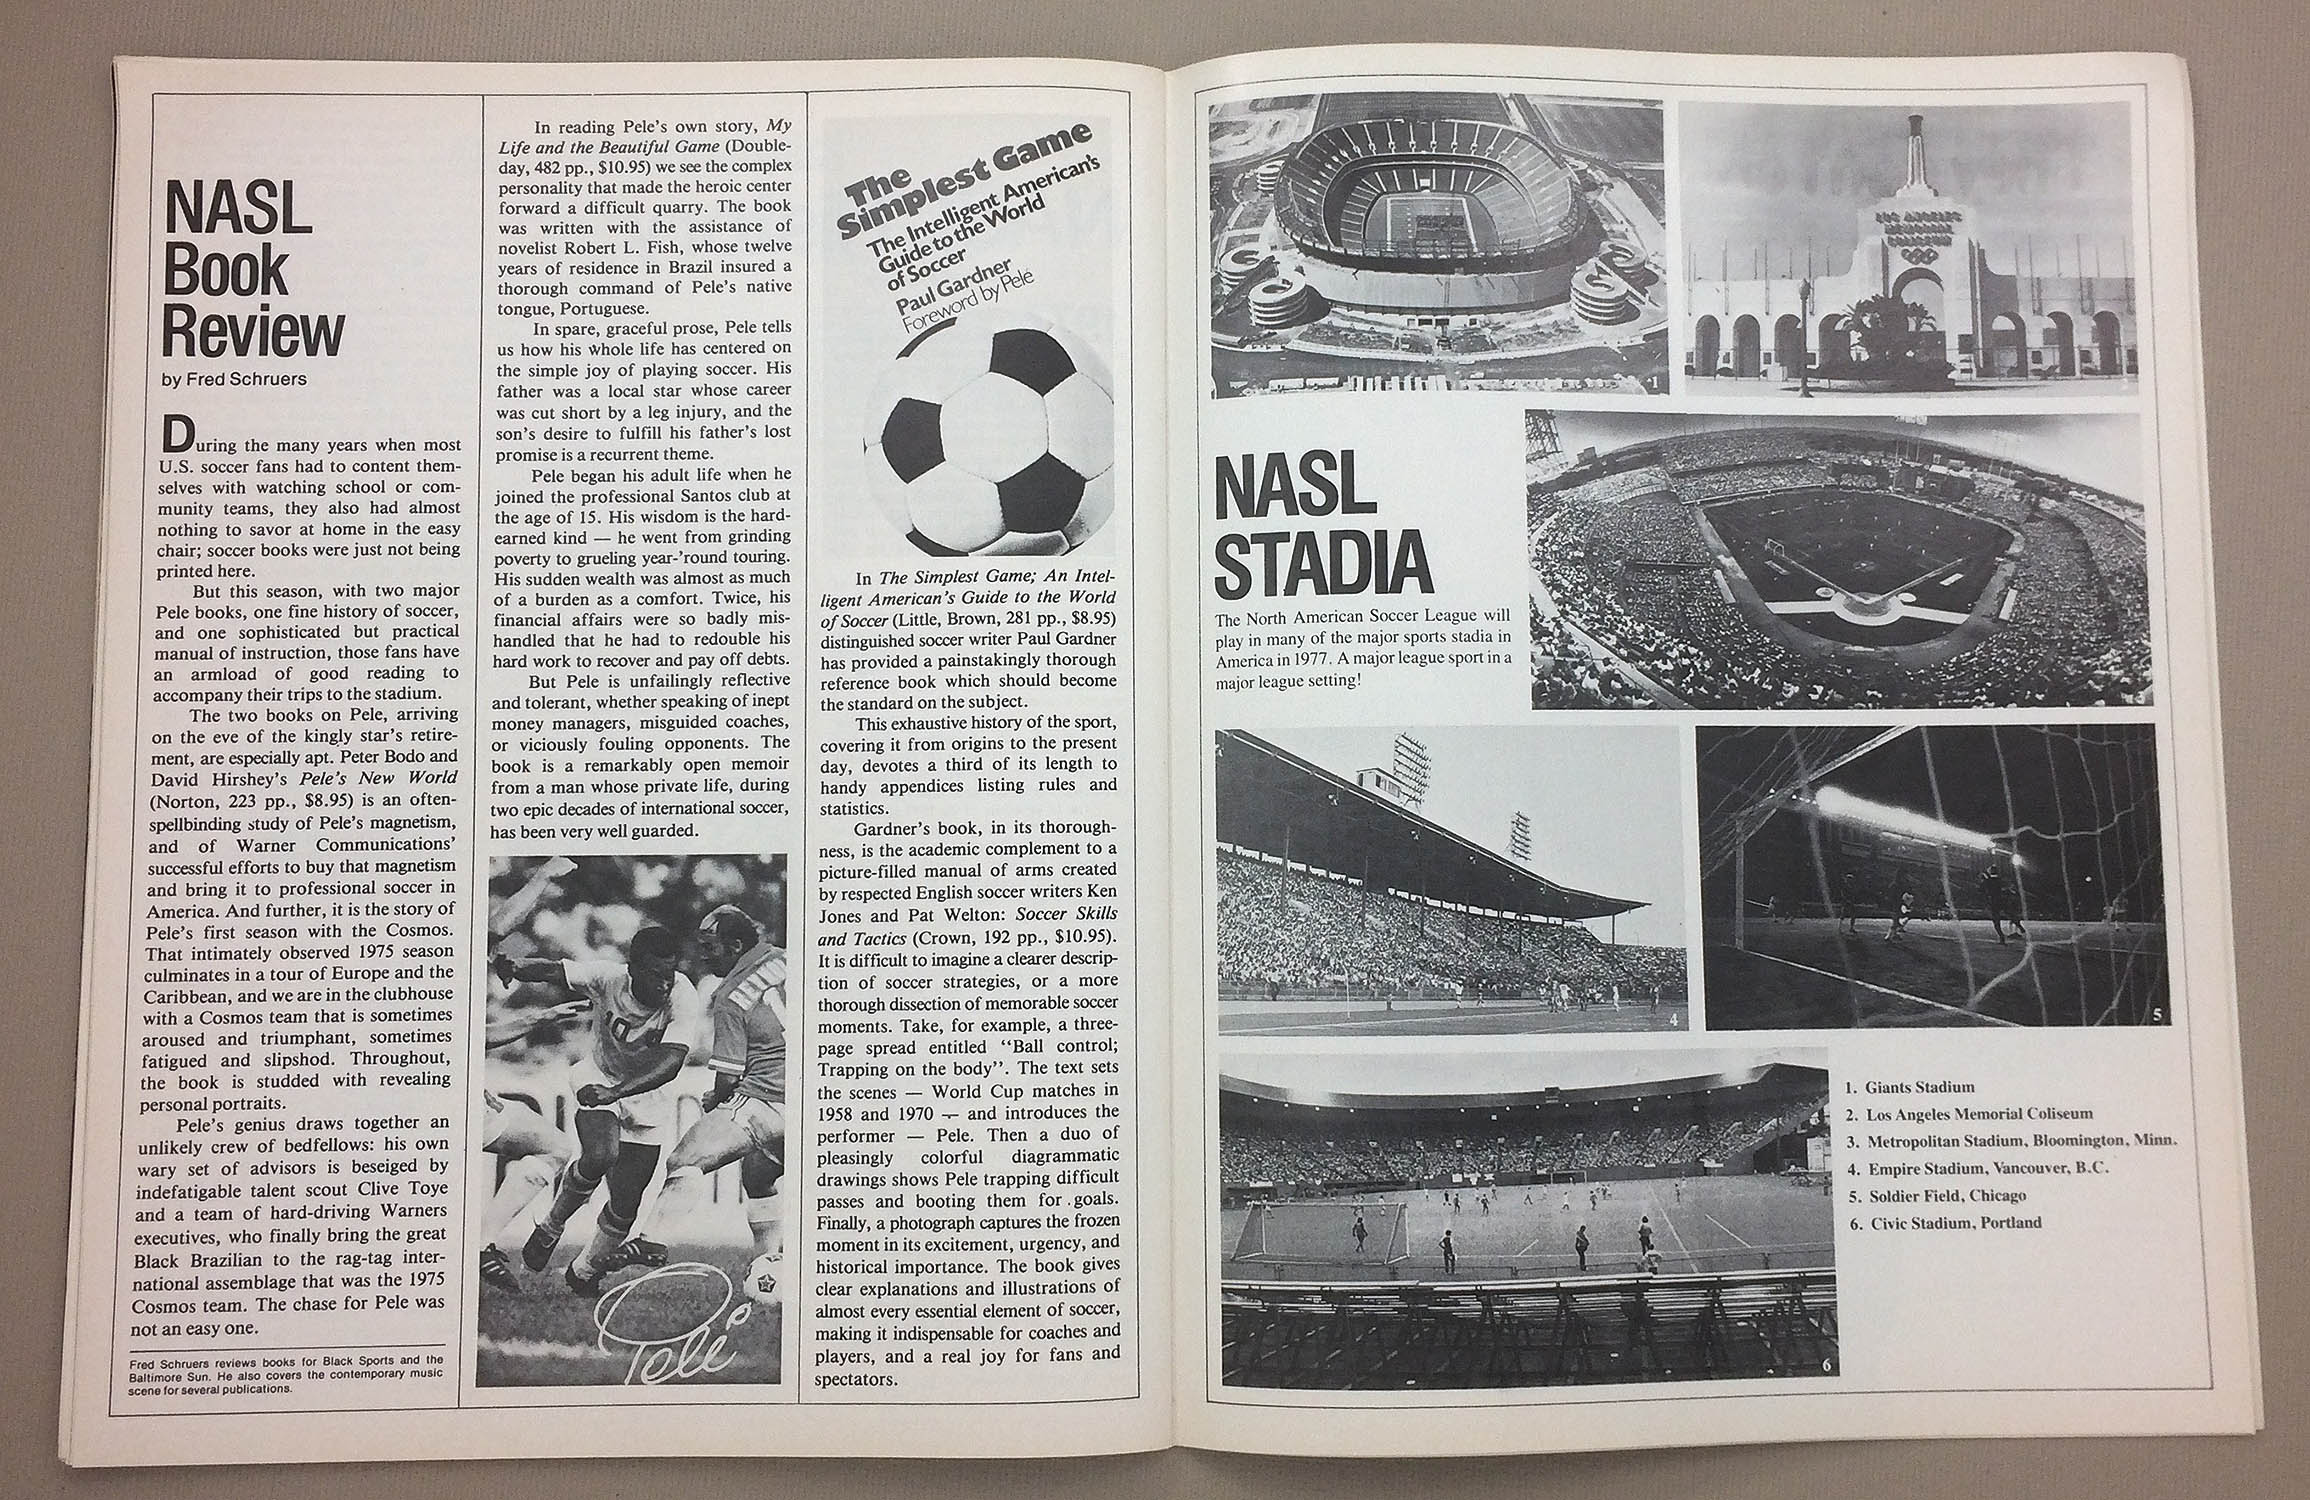 NASL
Book
Review
by Fred Schruers
During the many years when most
U.S. soccer fans had to content them-
selves with watching school or com-
munity teams, they also had almost
nothing to savor at home in the easy
chair; soccer books were just not being
printed here.
But this season, with two major
Pele books, one fine history of soccer,
and one sophisticated but practical
manual of instruction, those fans have
an armload of good reading to
accompany their trips to the stadium.
The two books on Pele, arriving
on the eve of the kingly star's retire-
ment, are especially apt. Peter Bodo and
David Hirshey's Pele's New World
(Norton, 223 pp., $8.95) is an often-
spellbinding study of Pele's magnetism,
and of Warner Communications'
successful efforts to buy that magnetism
and bring it to professional soccer in
America. And further, it is the story of
Pele's first season with the Cosmos.
That intimately observed 1975 season
culminates in a tour of Europe and the
Caribbean, and we are in the clubhouse
with a Cosmos team that is sometimes
aroused and triumphant, sometimes
fatigued and slipshod. Throughout,
the book is studded with revealing
personal portraits.
Pele's genius draws together an
unlikely crew of bedfellows: his own
wary set of advisors is beseiged by
indefatigable talent scout Clive Toye
and a team of hard-driving Warners
executives, who finally bring the great
Black Brazilian to the rag-tag inter-
national assemblage that was the 1975
Cosmos team. The chase for Pele was
not an easy one.
Fred Schruers reviews books for Black Sports and the
Baltimore Sun. He also covers the contemporary music
scene for several publications.
In reading Pele's own story, My
Life and the Beautiful Game (Double-
day, 482 pp., $10.95) we see the complex
personality that made the heroic center
forward a difficult quarry. The book
was written with the assistance of
novelist Robert L. Fish, whose twelve
years of residence in Brazil insured a
thorough command of Pele's native
tongue, Portuguese.
In spare, graceful prose, Pele tells
us how his whole life has centered on
the simple joy of playing soccer. His
father was a local star whose career
was cut short by a leg injury, and the
son's desire to fulfill his father's lost
promise is a recurrent theme.
Pele began his adult life when he
joined the professional Santos club at
the age of 15. His wisdom is the hard-
earned kind — he went from grinding
poverty to grueling year-'round touring.
His sudden wealth was almost as much
of a burden as a comfort. Twice, his
financial affairs were so badly mis-
handled that he had to redouble his
hard work to recover and pay off debts.
But Pele is unfailingly reflective
and tolerant, whether speaking of inept
money managers, misguided coaches,
or viciously fouling opponents. The
book is a remarkably open memoir
from a man whose private life, during
two epic decades of international soccer,
has been very well guarded.
10
Pelé
The
Simplest Game
The Intelligent American's
Guide to the World
of Soccer
Paul Gardner
Foreword by Pelé
In The Simplest Game; An Intel-
ligent American's Guide to the World
of Soccer (Little, Brown, 281 pp., $8.95)
distinguished soccer writer Paul Gardner
has provided a painstakingly thorough
reference book which should become
the standard on the subject.
This exhaustive history of the sport,
covering it from origins to the present
day, devotes a third of its length to
handy appendices listing rules and
statistics.
Gardner's book, in its thorough-
ness, is the academic complement to a
picture-filled manual of arms created
by respected English soccer writers Ken
Jones and Pat Welton: Soccer Skills
and Tactics (Crown, 192 pp., $10.95).
It is difficult to imagine a clearer descrip-
tion of soccer strategies, or a more
thorough dissection of memorable soccer
moments. Take, for example, a three-
page spread entitled "Ball control;
Trapping on the body". The text sets
the scenes — World Cup matches in
1958 and 1970 — and introduces the
performer — Pele. Then a duo of
pleasingly colorful diagrammatic
drawings shows Pele trapping difficult
passes and booting them for goals.
Finally, a photograph captures the frozen
moment in its excitement, urgency, and
historical importance. The book gives
clear explanations and illustrations of
almost every essential element of soccer,
making it indispensable for coaches and
players, and a real joy for fans and
spectators.
1
LOS ANGELES
MEMORIAL
COLISEUM
2
NASL
STADIA
The North American Soccer League will
play in many of the major sports stadia in
America in 1977. A major league sport in a
major league setting!
3
4
5
6
1. Giants Stadium
2. Los Angeles Memorial Coliseum
3. Metropolitan Stadium, Bloomington, Minn.
4. Empire Stadium, Vancouver, B.C.
5. Soldier Field, Chicago
6. Civic Stadium, Portland